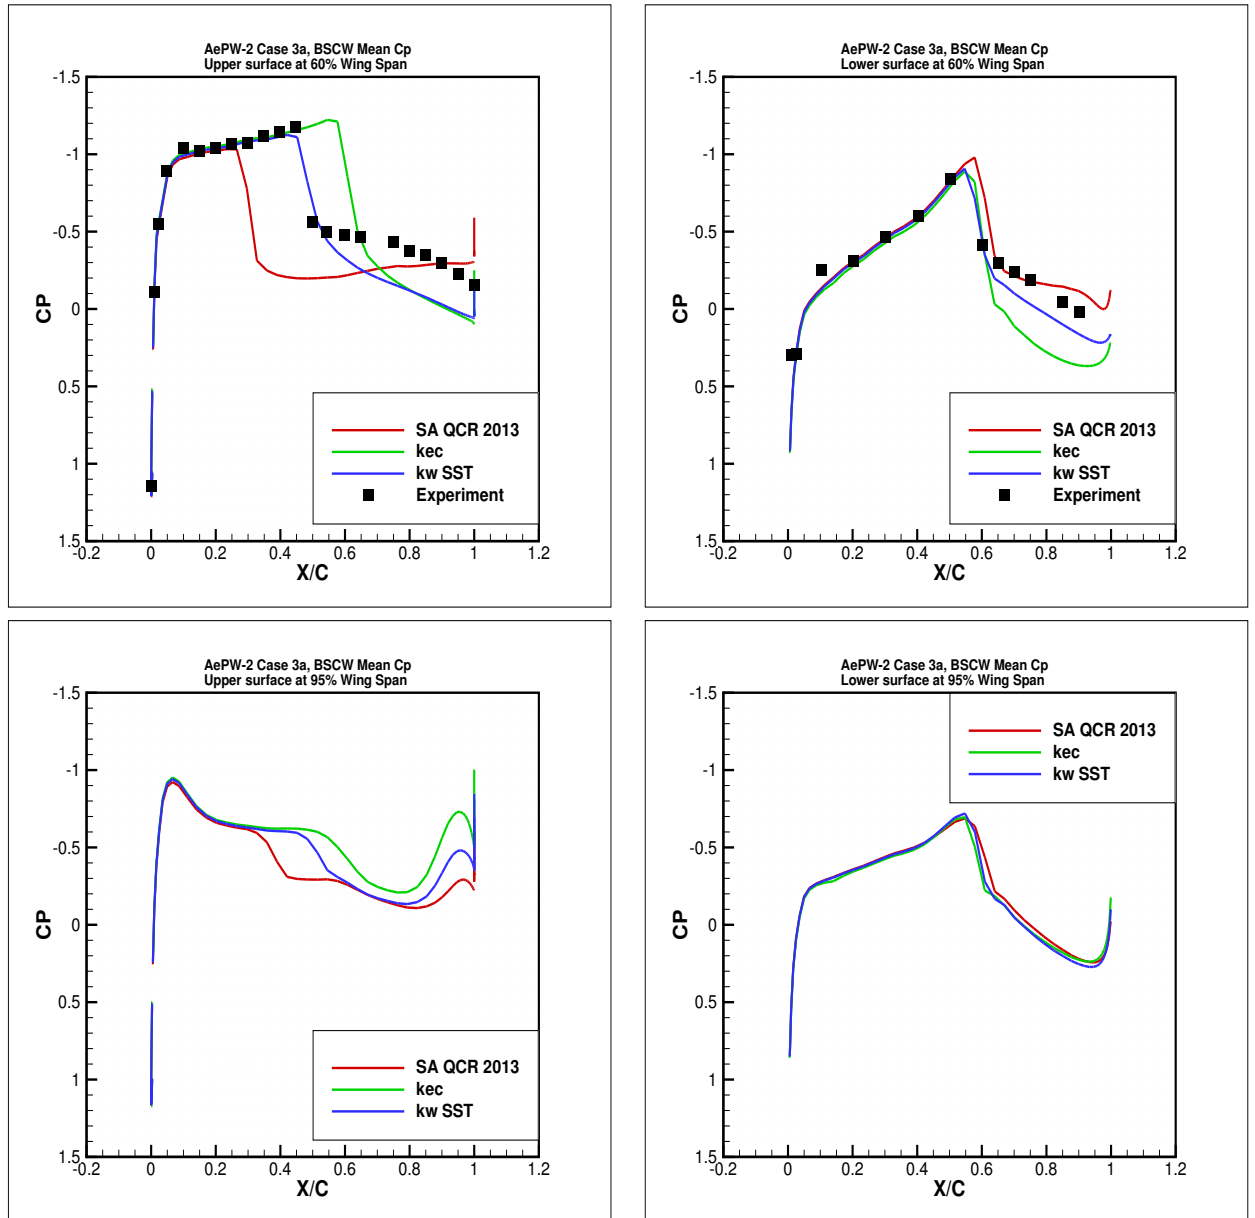 AePW-2 Case 3a, BSCW Mean Cp
Upper surface at 60% Wing Span
-1.5
-1
-0.5
0
0.5
1
1.5
CP
-0.2 0 0.2 0.4 0.6 0.8 1 1.2
X/C
SA QCR 2013
kec
kw SST
Experiment
AePW-2 Case 3a, BSCW Mean Cp
Lower surface at 60% Wing Span
-1.5
-1
-0.5
0
0.5
1
1.5
CP
-0.2 0 0.2 0.4 0.6 0.8 1 1.2
X/C
SA QCR 2013
kec
kw SST
Experiment
AePW-2 Case 3a, BSCW Mean Cp
Upper surface at 95% Wing Span
-1.5
-1
-0.5
0
0.5
1
1.5
CP
-0.2 0 0.2 0.4 0.6 0.8 1 1.2
X/C
SA QCR 2013
kec
kw SST
AePW-2 Case 3a, BSCW Mean Cp
Lower surface at 95% Wing Span
-1.5
-1
-0.5
0
0.5
1
1.5
CP
-0.2 0 0.2 0.4 0.6 0.8 1 1.2
X/C
SA QCR 2013
kec
kw SST